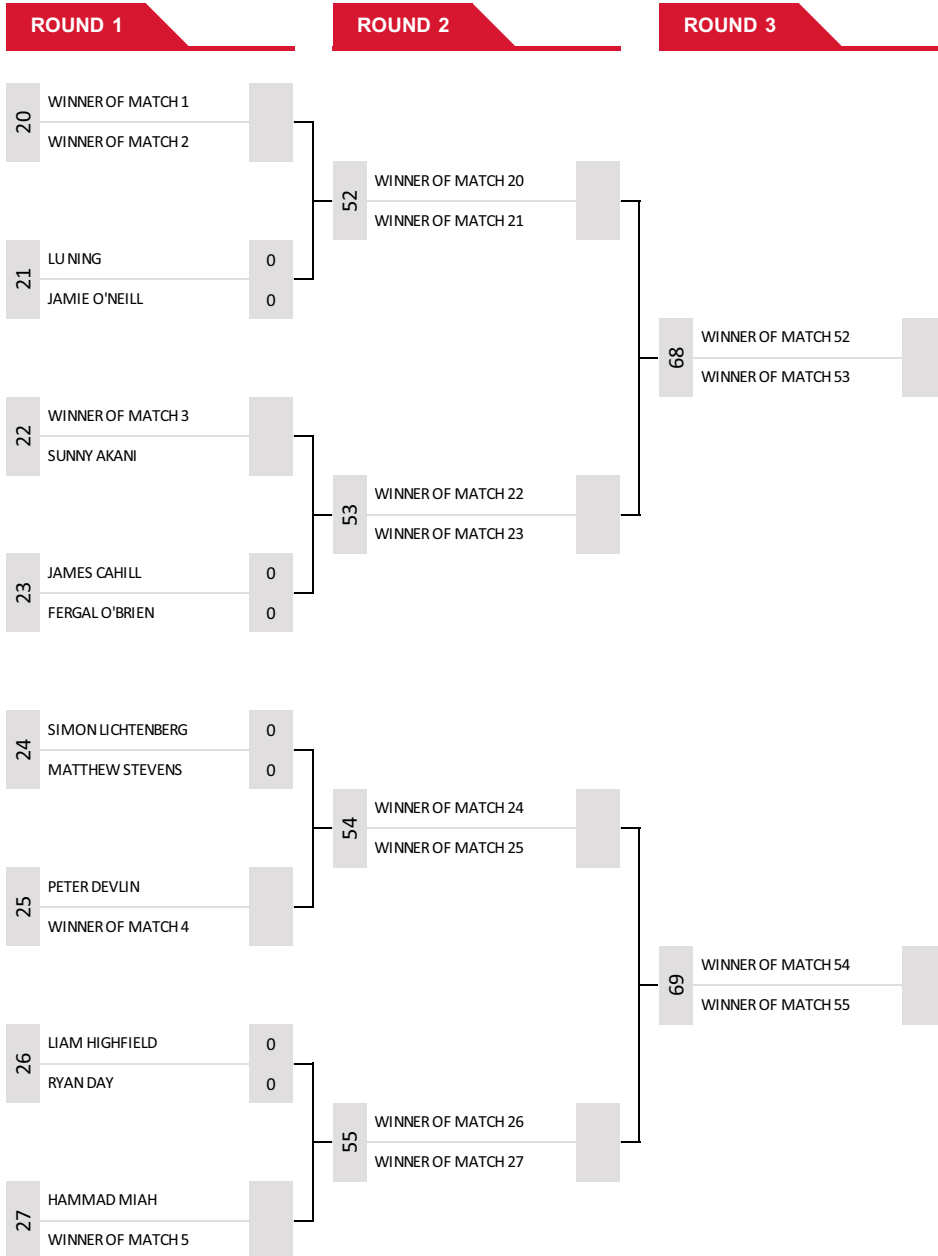 ROUND 1
ROUND 2
ROUND 3
20
WINNER OF MATCH 1
WINNER OF MATCH 2
21
LU NING
0
JAMIE O'NEILL
0
22
WINNER OF MATCH 3
SUNNY AKANI
23
JAMES CAHILL
0
FERGAL O'BRIEN
0
24
SIMON LICHTENBERG
0
MATTHEW STEVENS
0
25
PETER DEVLIN
WINNER OF MATCH 4
26
LIAM HIGHFIELD
0
RYAN DAY
0
27
HAMMAD MIAH
WINNER OF MATCH 5
52
WINNER OF MATCH 20
WINNER OF MATCH 21
53
WINNER OF MATCH 22
WINNER OF MATCH 23
54
WINNER OF MATCH 24
WINNER OF MATCH 25
55
WINNER OF MATCH 26
WINNER OF MATCH 27
68
WINNER OF MATCH 52
WINNER OF MATCH 53
69
WINNER OF MATCH 54
WINNER OF MATCH 55